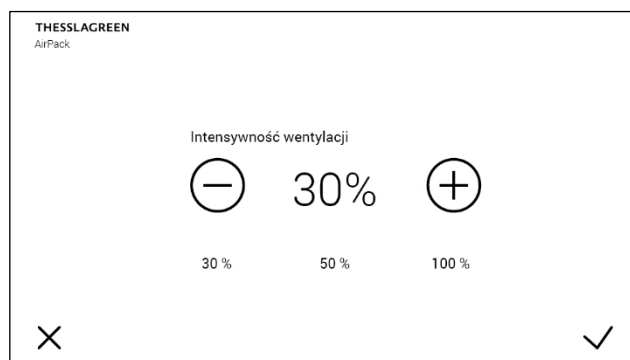 THESSLAGREEN
AirPack
Intensywność wentylacji
30%
30 % 50 % 100 %